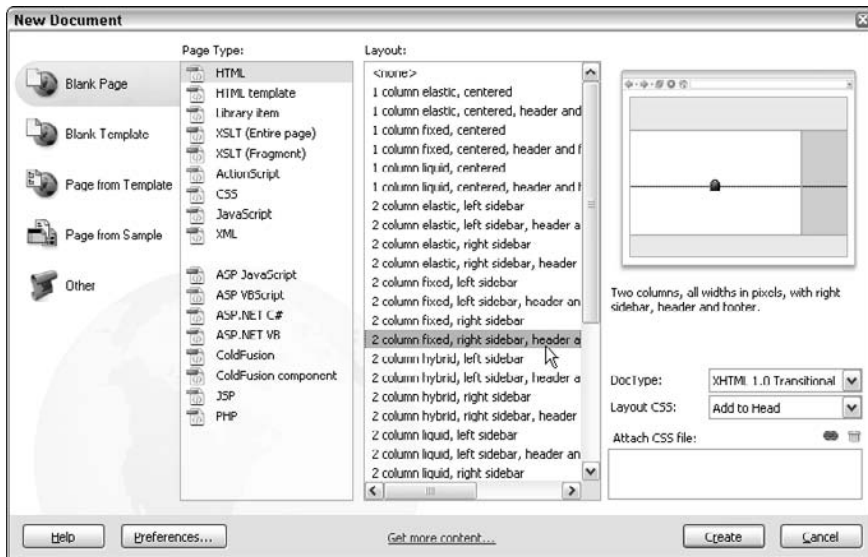 New Document
Blank Page
Blank Template
Page from Template
Page from Sample
Other
Page Type:
HTML
HTML template
Library item
XSLT (Entire page)
XSLT (Fragment)
ActionScript
CSS
JavaScript
XML
ASP JavaScript
ASP VBScript
ASP.NET C#
ASP.NET VB
ColdFusion
ColdFusion component
JSP
PHP
Layout:
<none>
1 column elastic, centered
1 column elastic, centered, header and
1 column fixed, centered
1 column fixed, centered, header and f
1 column liquid, centered
1 column liquid, centered, header and f
2 column elastic, left sidebar
2 column elastic, left sidebar, header a
2 column elastic, right sidebar
2 column elastic, right sidebar, header
2 column fixed, left sidebar
2 column fixed, left sidebar, header an
2 column fixed, right sidebar
2 column fixed, right sidebar, header a
2 column hybrid, left sidebar
2 column hybrid, left sidebar, header a
2 column hybrid, right sidebar
2 column hybrid, right sidebar, header
2 column liquid, left sidebar
2 column liquid, left sidebar, header an
2 column liquid, right sidebar
Two columns, all widths in pixels, with right
sidebar, header and footer.
DocType: XHTML 1.0 Transitional
Layout CSS: Add to Head
Attach CSS file:
Help
Preferences...
Get more content...
Create
Cancel